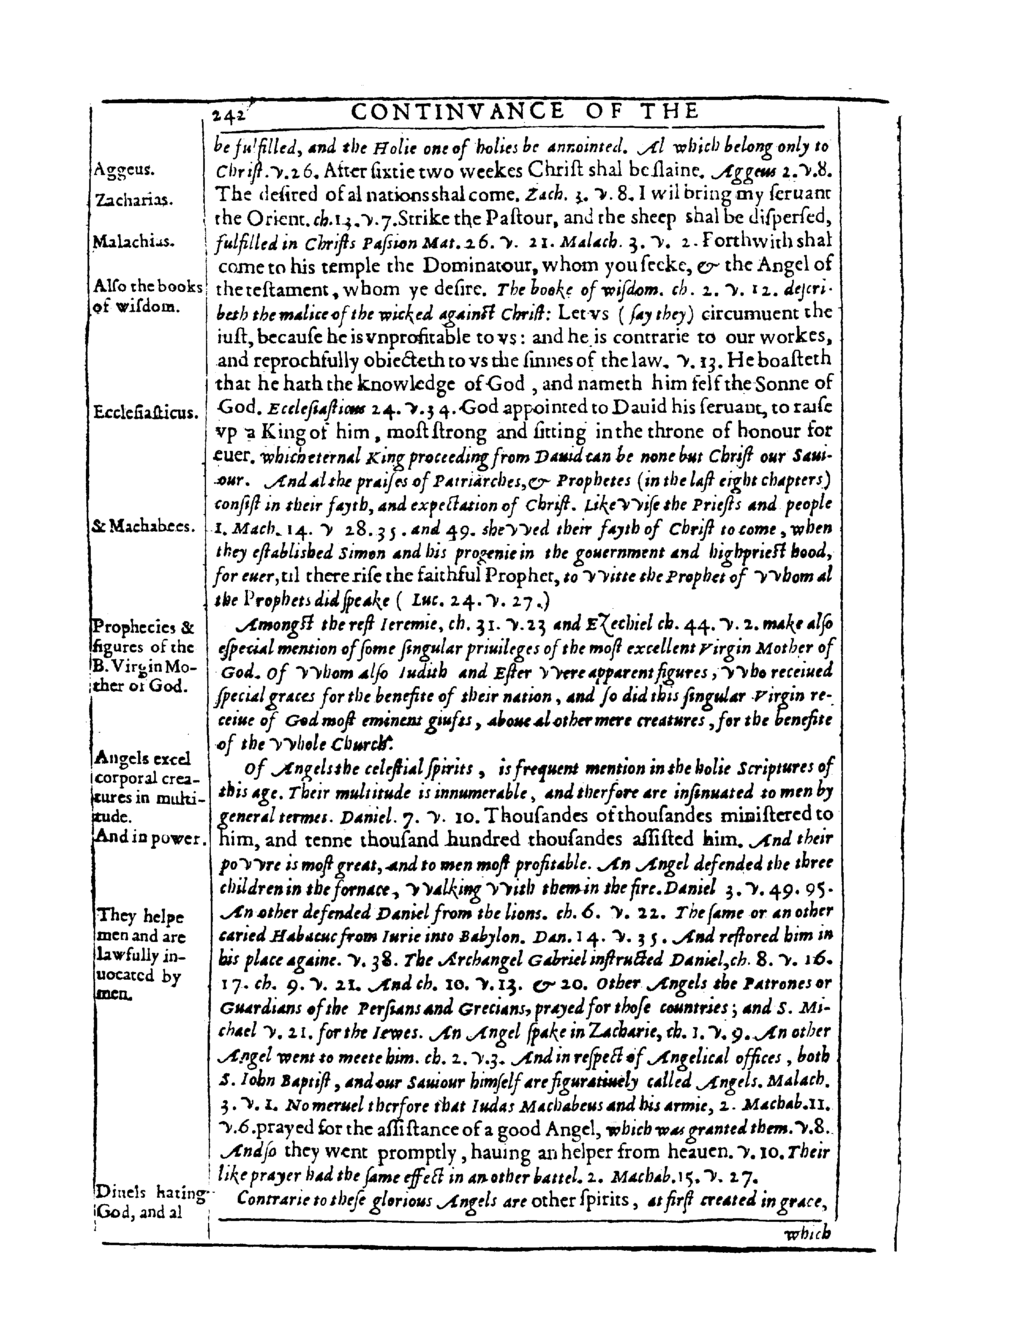 242 CONTINVANCE OF THE
be fulfilled, and the Holie one of holies be annointed. Al which belong only to
Aggeus.
Christ. v. 26. After sixtie two weekes Christ shal be slaine. Aggeus 2. v. 8.
Zacharias.
The desired of al nations shal come. Zach. 3. v. 8. I wil bring my seruant
the Orient. ch. 13. v. 7. Strike the Pastour, and the sheep shal be dispersed,
Malachias.
fulfilled in Christs Passion Mat. 26. v. 21. Malach. 3. v. 2. Forthwith shal
come to his temple the Dominatour, whom you seeke, & the Angel of
Also the books
the testament, whom ye desire. The booke of wisdom. ch. 2. v. 12. descri-
of wisdom.
beth the malice of the wicked against Christ: Let vs (say they) circumuent the
iust, because he is vnprofitable to vs: and he is contrarie to our workes,
and reprochfully obiecteth to vs the sinnes of the law. v. 13. He boasteth
that he hath the knowledge of God, and nameth him self the Sonne of
Ecclesiasticus.
God. Ecclesiasticus 24. v. 34. God appointed to Dauid his seruant, to raise
vp a King of him, most strong and sitting in the throne of honour for
euer. which eternal King proceeding from Dauid can be none but Christ our Saui-
our. And al the praises of Patriarches, & Prophetes (in the last eight chapters)
consist in their fayth, and expectation of Christ. Likevvise the Priests and people
& Machabees.
1. Mach. 14. v 28. 35. and 49. shevved their fayth of Christ to come, when
they established Simon and his progenie in the gouernment and highpriest hood,
for euer, til there rise the faithful Prophet, to vvitte the Prophet of vvhom al
the Prophets did speake ( Luc. 24. v. 27.)
Prophecies &
Amongst the rest Ieremie, ch. 31. v. 23 and Ezechiel ch. 44. v. 2. make also
figures of the
especial mention of some singular priuileges of the most excellent Virgin Mother of
B. Virgin Mo-
God. Of vvhom also Iudith and Ester vvere apparent figures, vvho receiued
ther of God.
special graces for the benefite of their nation, and so did this singular Virgin re-
ceiue of God most eminent giufts, aboue al other mere creatures, for the benefite
of the vvhole Church.
Angels excel
Of Angels the celestial spirits, is frequent mention in the holie Scriptures of
corporal crea-
this age. Their multitude is innumerable, and therfore are insinuated to men by
tures in multi-
general termes. Daniel. 7. v. 10. Thousandes of thousandes ministered to
tude.
And in power.
him, and tenne thousand hundred thousandes assisted him. And their
povvre is most great, and to men most profitable. An Angel defended the three
children in the fornace, vvalking vvith them in the fire. Daniel 3. v. 49. 95.
They helpe
An other defended Daniel from the lions. ch. 6. v. 22. The same or an other
men and are
caried Habacuc from Iurie into Babylon. Dan. 14. v. 35. And restored him in
lawfully in-
his place againe. v. 38. The Archangel Gabriel instructed Daniel, ch. 8. v. 16.
uocated by
17. ch. 9. v. 21. And ch. 10. v. 13. & 20. Other Angels the Patrones or
men.
Guardians of the Persians and Grecians, prayed for those countries; and S. Mi-
chael v. 21. for the Iewes. An Angel spake in Zacharie, ch. 1. v. 9. An other
Angel went to meete him. ch. 2. v. 3. And in respect of Angelical offices, both
S. Iohn Baptist, and our Sauiour himself are figuratiuely called Angels. Malach.
3. v. 1. No meruel therfore that Iudas Machabeus and his armie, 2. Machab. 11.
v. 6. prayed for the assistance of a good Angel, which was granted them. v. 8.
And so they went promptly, hauing an helper from heauen. v. 10. Their
like prayer had the same effect in an other battel. 2. Machab. 15. v. 27.
Diuels hating
Contrarie to these glorious Angels are other spirits, at first created in grace,
God, and al
which